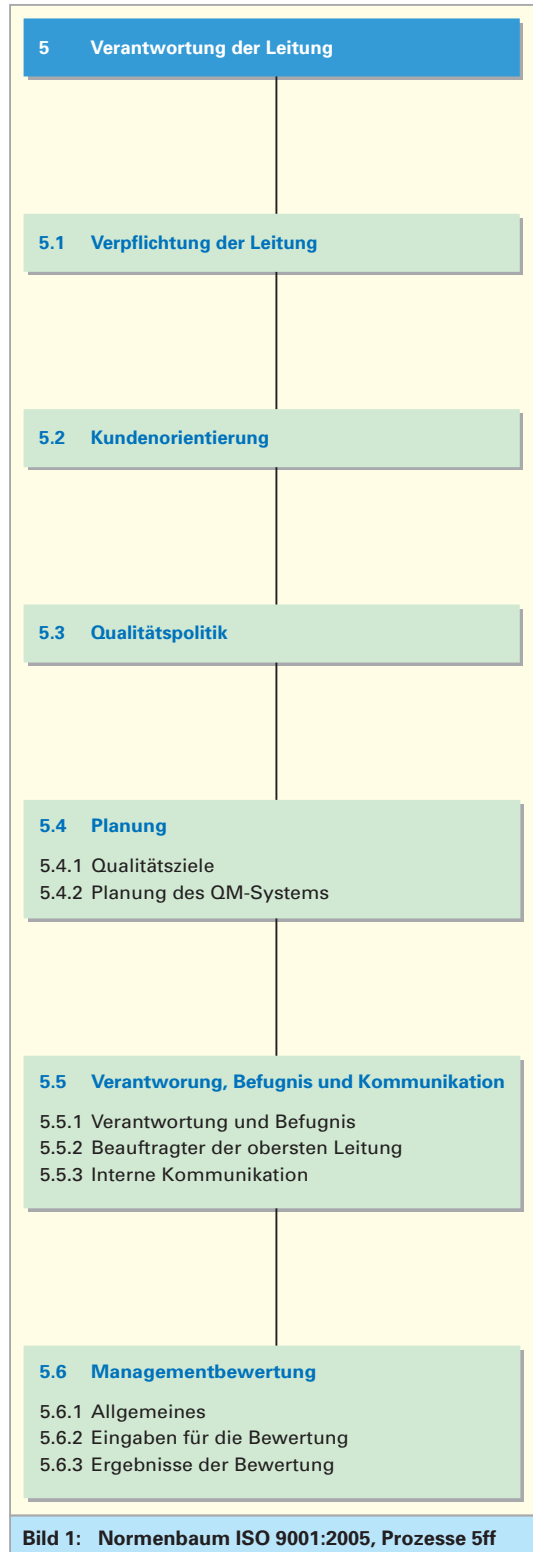 5 Verantwortung der Leitung
5.1 Verpflichtung der Leitung
5.2 Kundenorientierung
5.3 Qualitätspolitik
5.4 Planung
5.4.1 Qualitätsziele
5.4.2 Planung des QM-Systems
5.5 Verantworung, Befugnis und Kommunikation
5.5.1 Verantwortung und Befugnis
5.5.2 Beauftragter der obersten Leitung
5.5.3 Interne Kommunikation
5.6 Managementbewertung
5.6.1 Allgemeines
5.6.2 Eingaben für die Bewertung
5.6.3 Ergebnisse der Bewertung
Bild 1: Normenbaum ISO 9001:2005, Prozesse 5ff